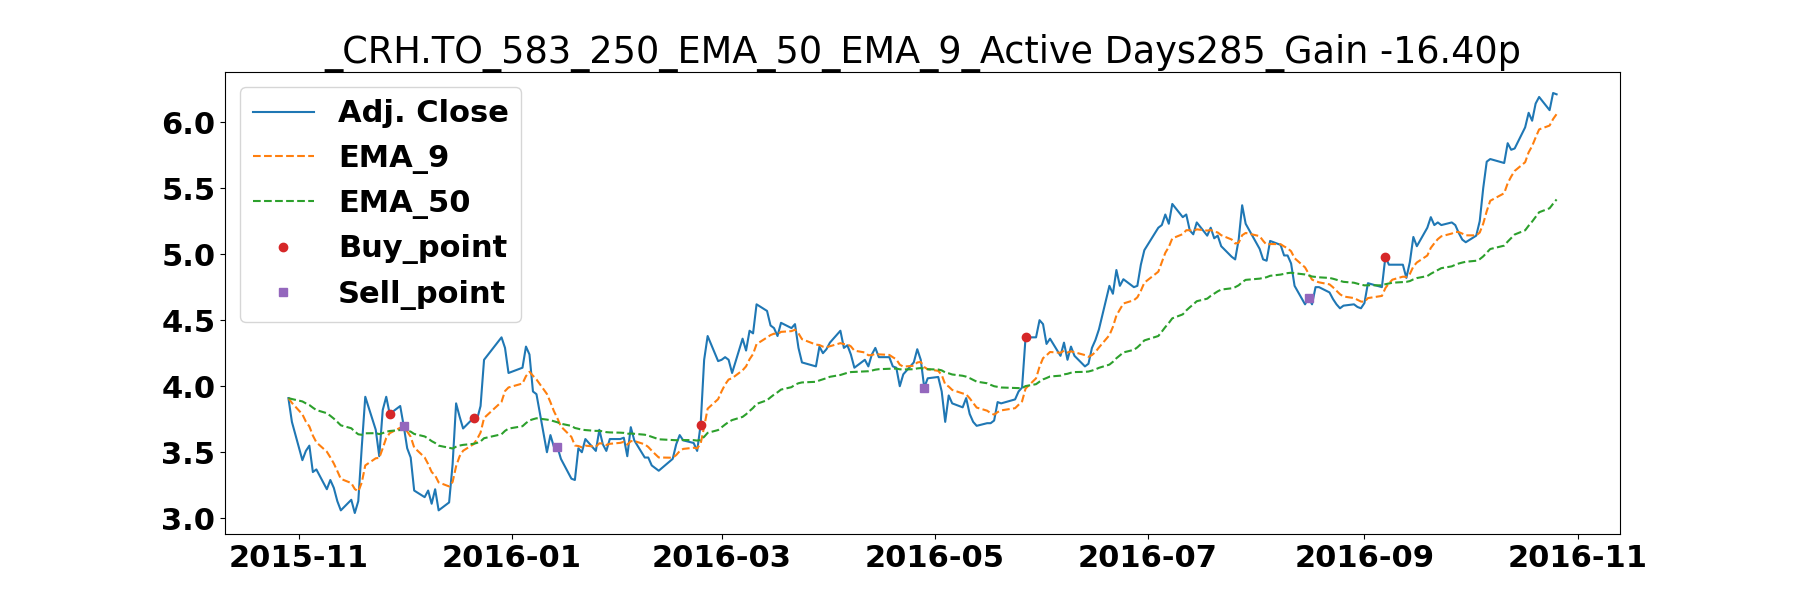 _CRH.TO_583_250_EMA_50_EMA_9_Active Days285_Gain -16.40p
Adj. Close
EMA_9
EMA_50
Buy_point
Sell_point
6.0
5.5
5.0
4.5
4.0
3.5
3.0
2015-11 2016-01 2016-03 2016-05 2016-07 2016-09 2016-11